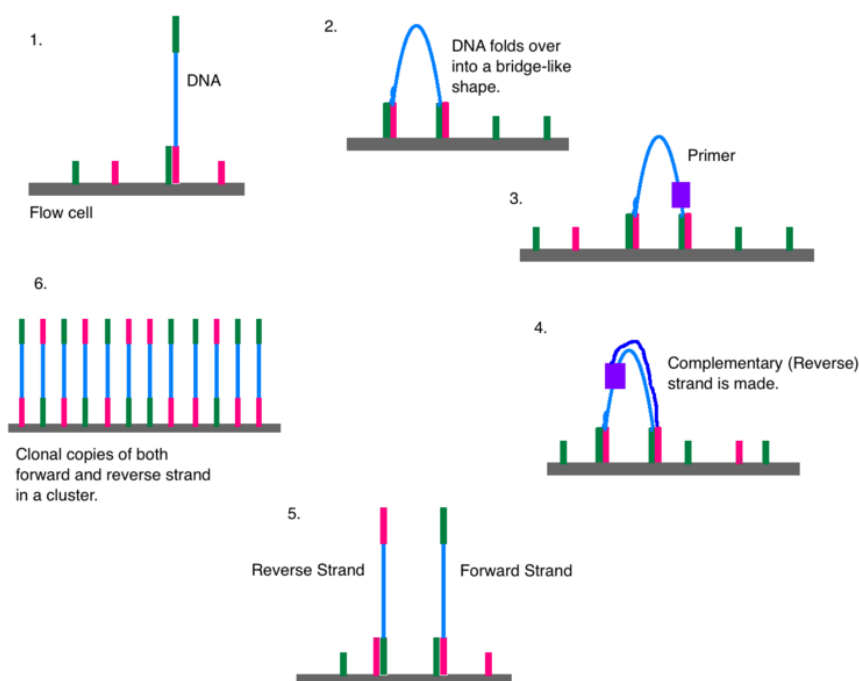 1.
DNA
Flow cell
2.
DNA folds over
into a bridge-like
shape.
3.
Primer
4.
Complementary (Reverse)
strand is made.
5.
Reverse Strand
Forward Strand
6.
Clonal copies of both
forward and reverse strand
in a cluster.